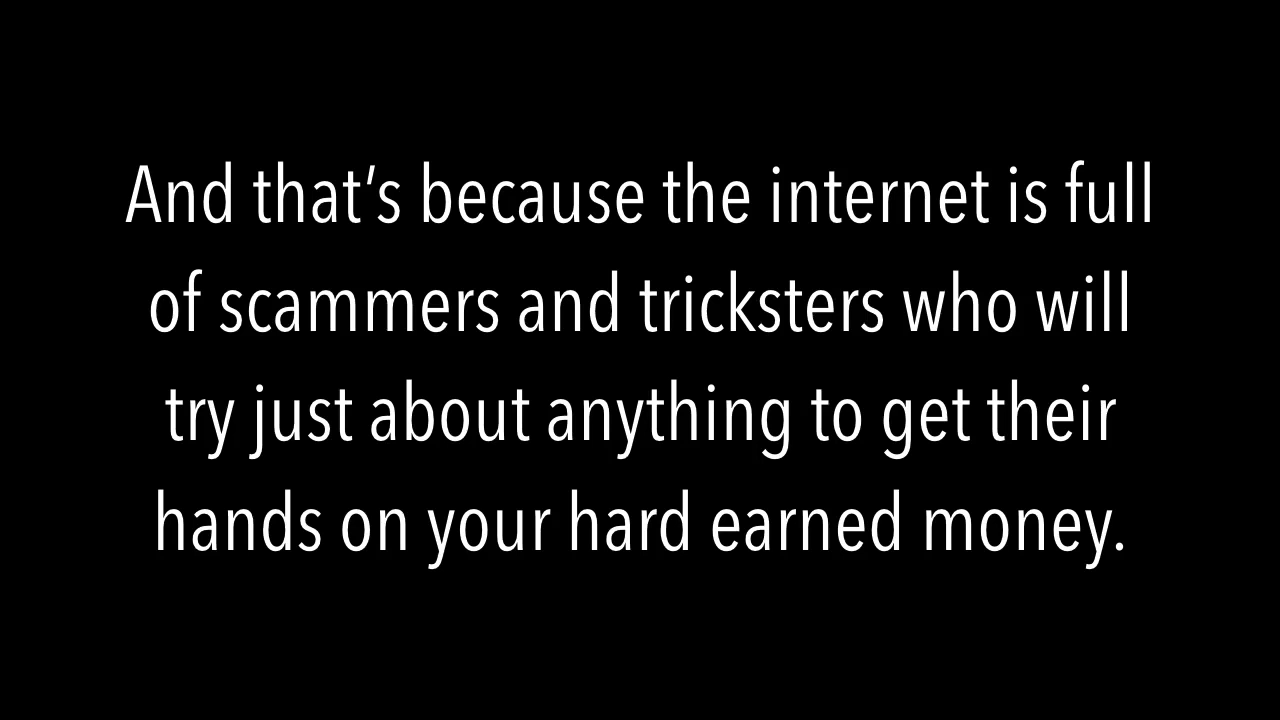 And that’s because the internet is full
of scammers and tricksters who will
try just about anything to get their
hands on your hard earned money.